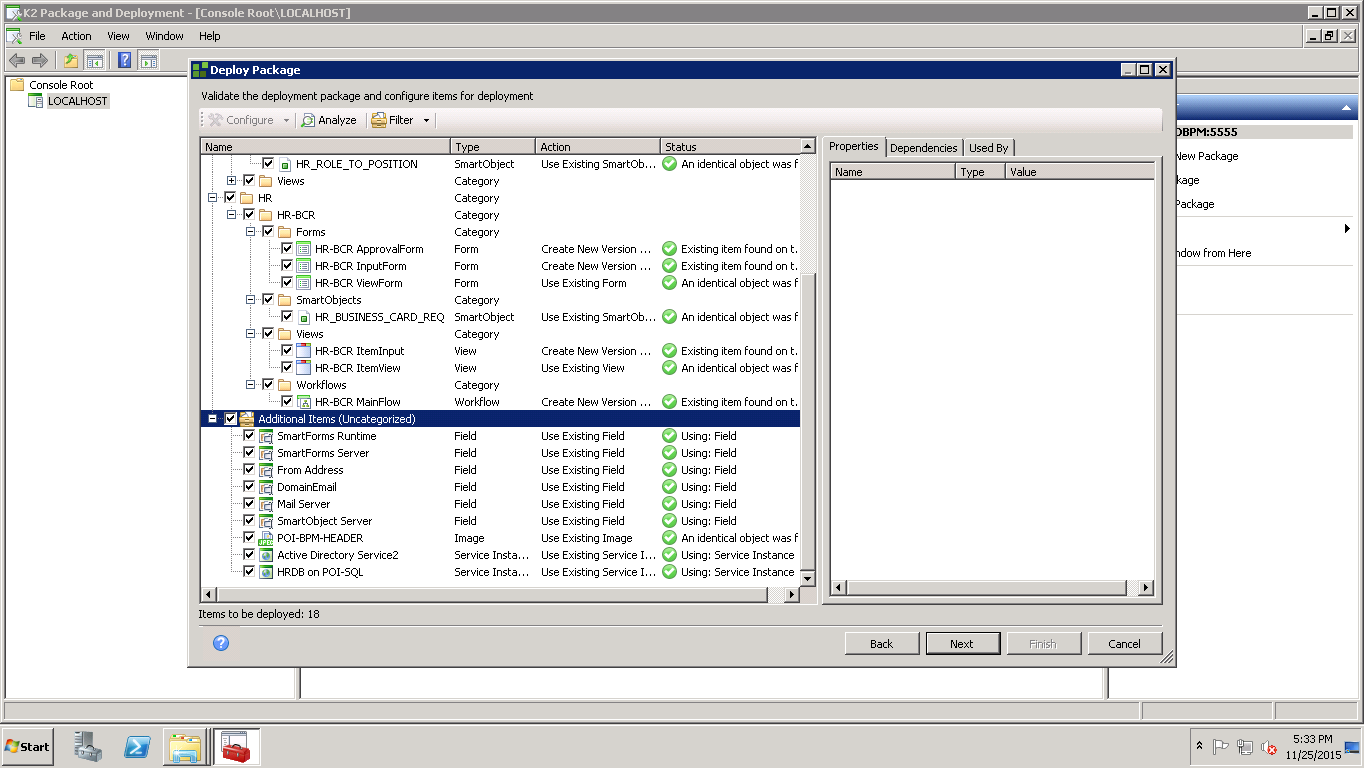 K2 Package and Deployment - [Console Root\LOCALHOST]
File Action View Window Help
Console Root
LOCALHOST
Deploy Package
Validate the deployment package and configure items for deployment
Configure Analyze Filter
Name Type Action Status
HR_ROLE_TO_POSITION SmartObject Use Existing SmartOb... An identical object was f
Views Category
HR Category
HR-BCR Category
Forms Category
HR-BCR ApprovalForm Form Create New Version ... Existing item found on t.
HR-BCR InputForm Form Create New Version ... Existing item found on t.
HR-BCR ViewForm Form Use Existing Form An identical object was f
SmartObjects Category
HR_BUSINESS_CARD_REQ SmartObject Use Existing SmartOb... An identical object was f
Views Category
HR-BCR ItemInput View Create New Version ... Existing item found on t.
HR-BCR ItemView View Use Existing View An identical object was f
Workflows Category
HR-BCR MainFlow Workflow Create New Version ... Existing item found on t.
Additional Items (Uncategorized)
SmartForms Runtime Field Use Existing Field Using: Field
SmartForms Server Field Use Existing Field Using: Field
From Address Field Use Existing Field Using: Field
DomainEmail Field Use Existing Field Using: Field
Mail Server Field Use Existing Field Using: Field
SmartObject Server Field Use Existing Field Using: Field
POI-BPM-HEADER Image Use Existing Image An identical object was f
Active Directory Service2 Service Insta... Use Existing Service I... Using: Service Instance
HRDB on POI-SQL Service Insta... Use Existing Service I... Using: Service Instance
Properties Dependencies Used By
Name Type Value
Items to be deployed: 18
Back Next Finish Cancel
OBPM:5555
New Package
kage
Package
ndow from Here
Start
5:33 PM
11/25/2015